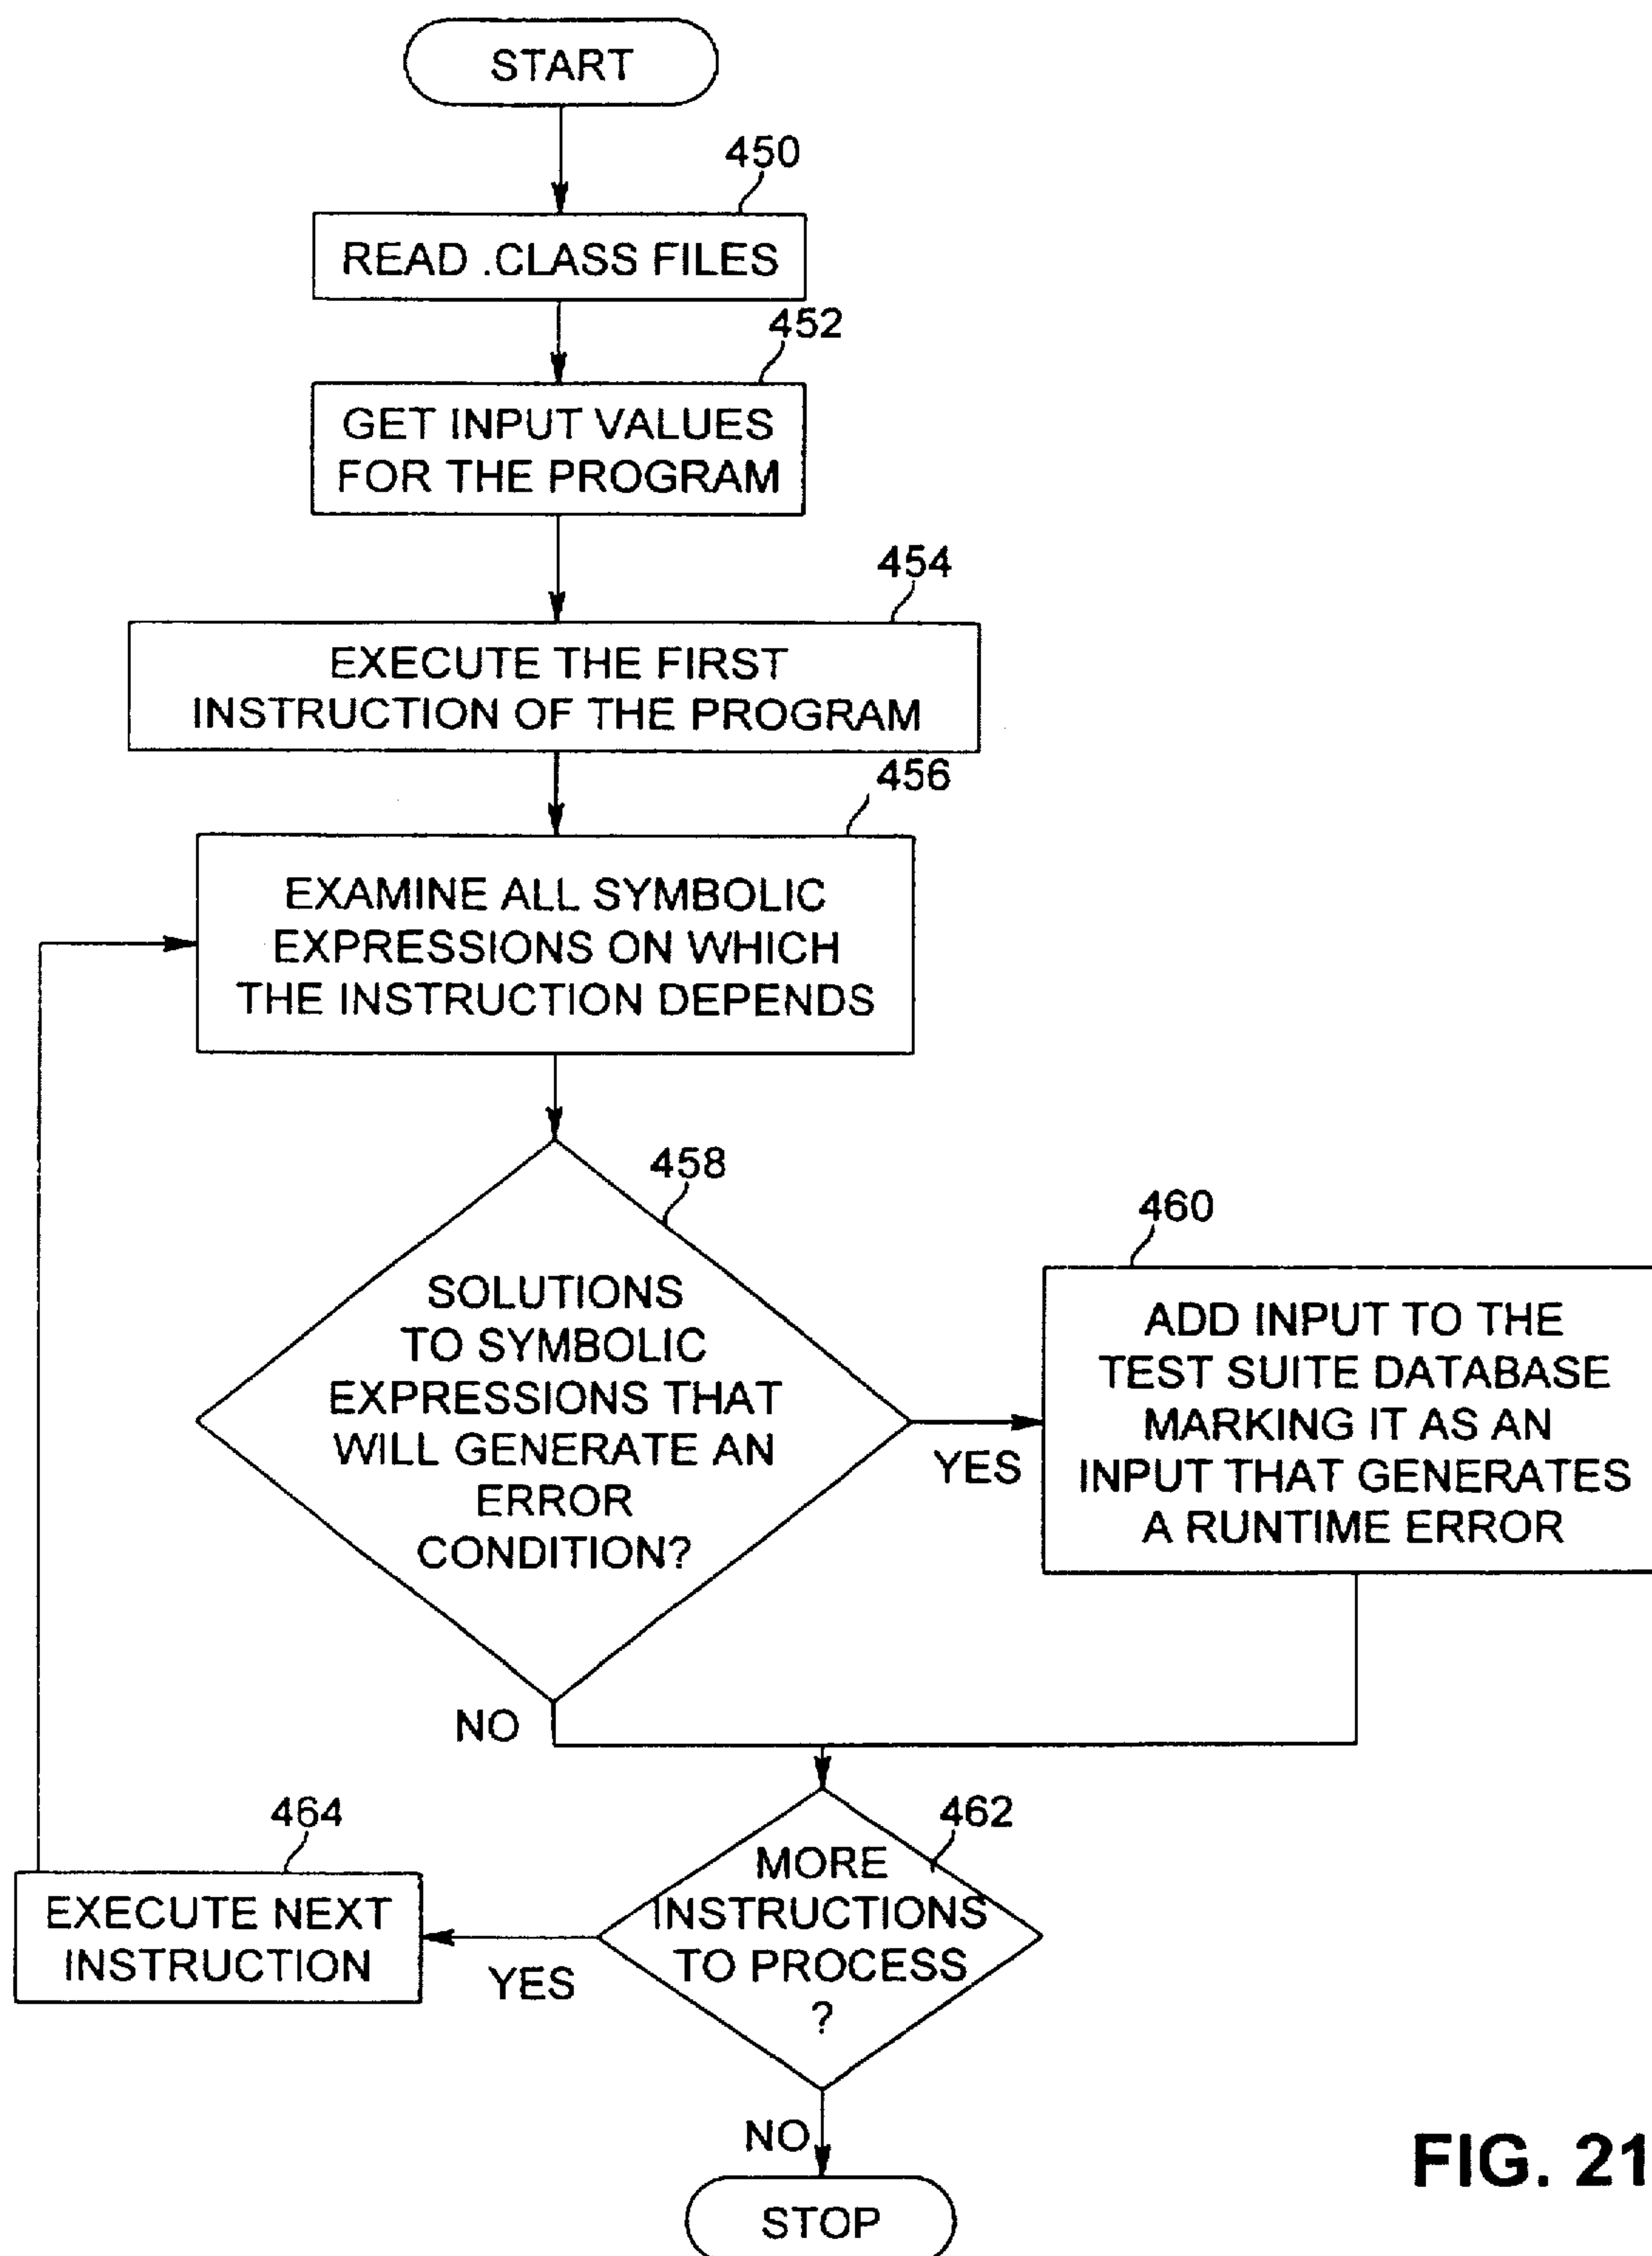 START
450
READ .CLASS FILES
452
GET INPUT VALUES
FOR THE PROGRAM
454
EXECUTE THE FIRST
INSTRUCTION OF THE PROGRAM
456
EXAMINE ALL SYMBOLIC
EXPRESSIONS ON WHICH
THE INSTRUCTION DEPENDS
458
SOLUTIONS
TO SYMBOLIC
EXPRESSIONS THAT
WILL GENERATE AN
ERROR
CONDITION?
YES
460
ADD INPUT TO THE
TEST SUITE DATABASE
MARKING IT AS AN
INPUT THAT GENERATES
A RUNTIME ERROR
NO
462
MORE
INSTRUCTIONS
TO PROCESS
?
YES
464
EXECUTE NEXT
INSTRUCTION
NO
STOP
FIG. 21